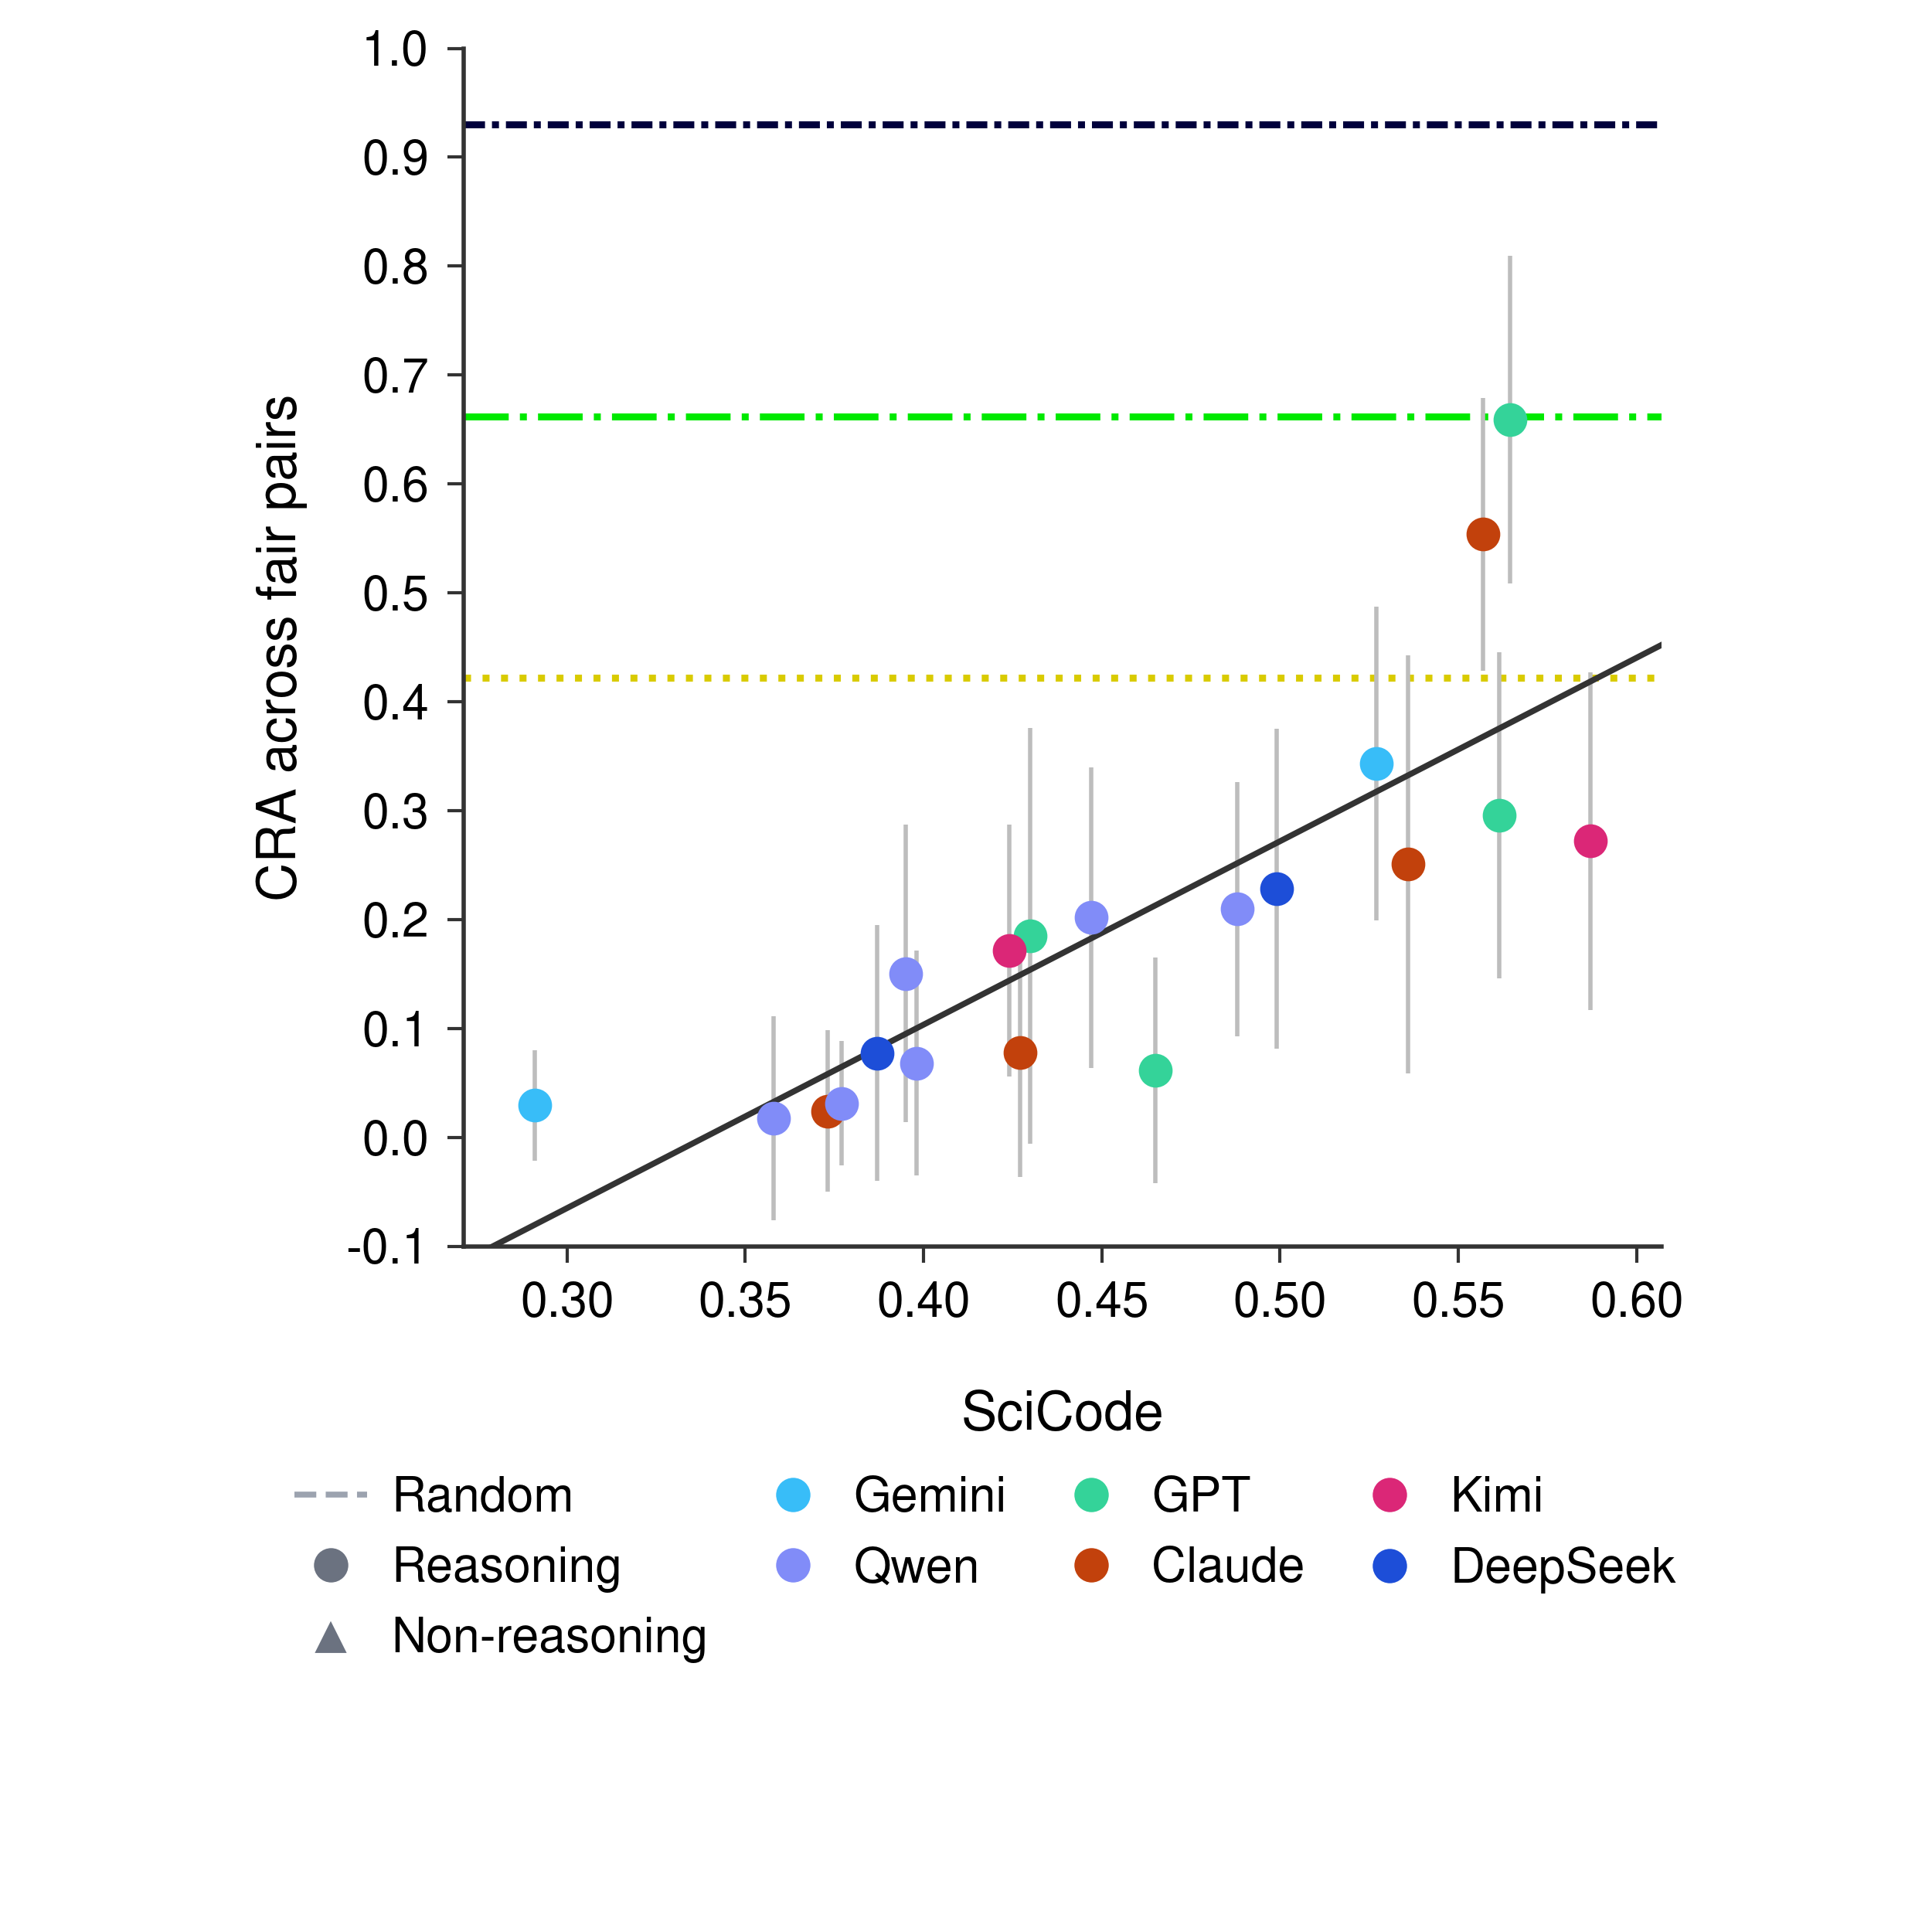 1.0
0.9
0.8
0.7
0.6
0.5
0.4
0.3
0.2
0.1
0.0
-0.1
CRA across fair pairs
0.30 0.35 0.40 0.45 0.50 0.55 0.60
SciCode
Random Gemini GPT Kimi
Reasoning Qwen Claude DeepSeek
Non-reasoning